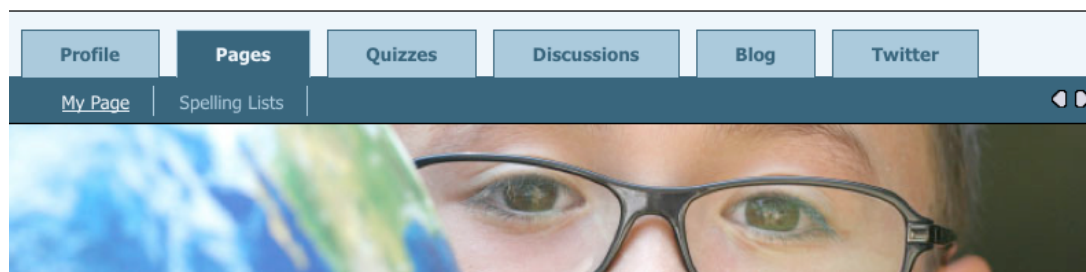 Profile Pages Quizzes Discussions Blog Twitter
My Page Spelling Lists